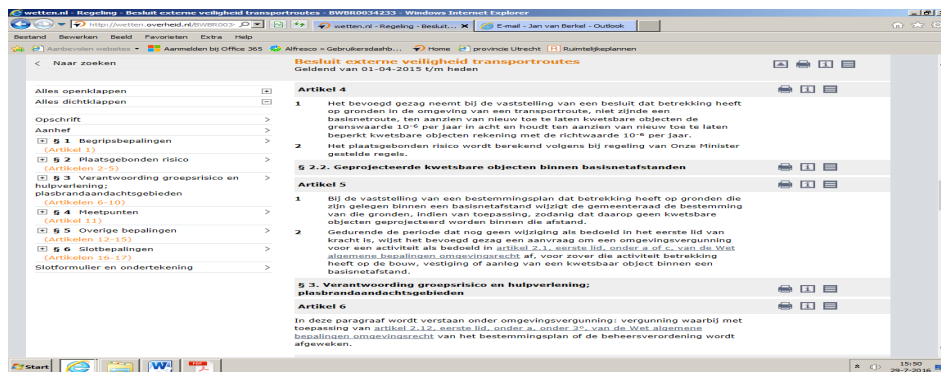 wetten.nl - Regeling - Besluit externe veiligheid transportroutes - BWBR0034233 - Windows Internet Explorer
http://wetten.overheid.nl/BWBR003
wetten.nl - Regeling - Besluit...
E-mail - Jan van Berkel - Outlook
Bestand Bewerken Beeld Favorieten Extra Help
Aanbevolen websites
Aanmelden bij Office 365
Alfresco » Gebruikersdashb...
Home
provincie Utrecht
Ruimtelijkeplannen
< Naar zoeken
Alles openklappen
Alles dichtklappen
Opschrift >
Aanhef >
§ 1 Begripsbepalingen >
(Artikel 1)
§ 2 Plaatsgebonden risico >
(Artikelen 2-5)
§ 3 Verantwoording groepsrisico en >
hulpverlening;
plasbrandaandachtsgebieden
(Artikelen 6-10)
§ 4 Meetpunten >
(Artikel 11)
§ 5 Overige bepalingen >
(Artikelen 12-15)
§ 6 Slotbepalingen >
(Artikelen 16-17)
Slotformulier en ondertekening >
Besluit externe veiligheid transportroutes
Geldend van 01-04-2015 t/m heden
Artikel 4
1 Het bevoegd gezag neemt bij de vaststelling van een besluit dat betrekking heeft
op gronden in de omgeving van een transportroute, niet zijnde een
basisnetroute, ten aanzien van nieuw toe te laten kwetsbare objecten de
grenswaarde 10⁻⁶ per jaar in acht en houdt ten aanzien van nieuw toe te laten
beperkt kwetsbare objecten rekening met de richtwaarde 10⁻⁶ per jaar.
2 Het plaatsgebonden risico wordt berekend volgens bij regeling van Onze Minister
gestelde regels.
§ 2.2. Geprojecteerde kwetsbare objecten binnen basisnetafstanden
Artikel 5
1 Bij de vaststelling van een bestemmingsplan dat betrekking heeft op gronden die
zijn gelegen binnen een basisnetafstand wijzigt de gemeenteraad de bestemming
van die gronden, indien van toepassing, zodanig dat daarop geen kwetsbare
objecten geprojecteerd worden binnen die afstand.
2 Gedurende de periode dat nog geen wijziging als bedoeld in het eerste lid van
kracht is, wijst het bevoegd gezag een aanvraag om een omgevingsvergunning
voor een activiteit als bedoeld in artikel 2.1, eerste lid, onder a of c, van de Wet
algemene bepalingen omgevingsrecht af, voor zover die activiteit betrekking
heeft op de bouw, vestiging of aanleg van een kwetsbaar object binnen een
basisnetafstand.
§ 3. Verantwoording groepsrisico en hulpverlening;
plasbrandaandachtsgebieden
Artikel 6
In deze paragraaf wordt verstaan onder omgevingsvergunning: vergunning waarbij met
toepassing van artikel 2.12, eerste lid, onder a, onder 3°, van de Wet algemene
bepalingen omgevingsrecht van het bestemmingsplan of de beheersverordening wordt
afgeweken.
Start
15:50
29-7-2016